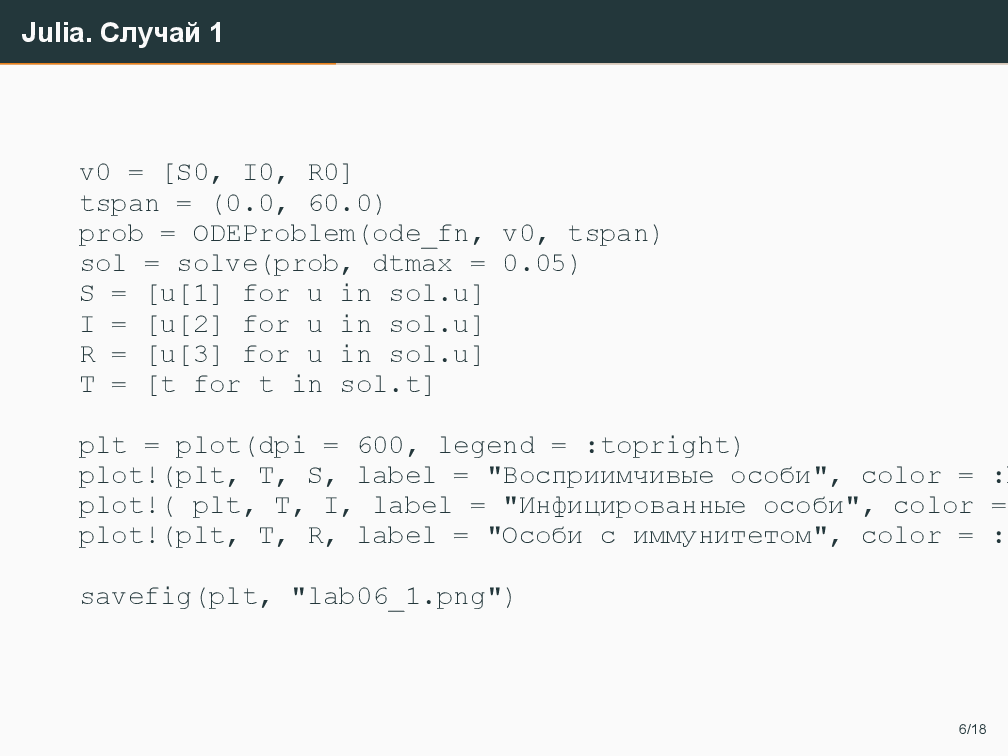 Julia. Случай 1
v0 = [S0, I0, R0]
tspan = (0.0, 60.0)
prob = ODEProblem(ode_fn, v0, tspan)
sol = solve(prob, dtmax = 0.05)
S = [u[1] for u in sol.u]
I = [u[2] for u in sol.u]
R = [u[3] for u in sol.u]
T = [t for t in sol.t]
plt = plot(dpi = 600, legend = :topright)
plot!(plt, T, S, label = "Восприимчивые особи", color = :
plot!( plt, T, I, label = "Инфицированные особи", color =
plot!(plt, T, R, label = "Особи с иммунитетом", color = :
savefig(plt, "lab06_1.png")
6/18